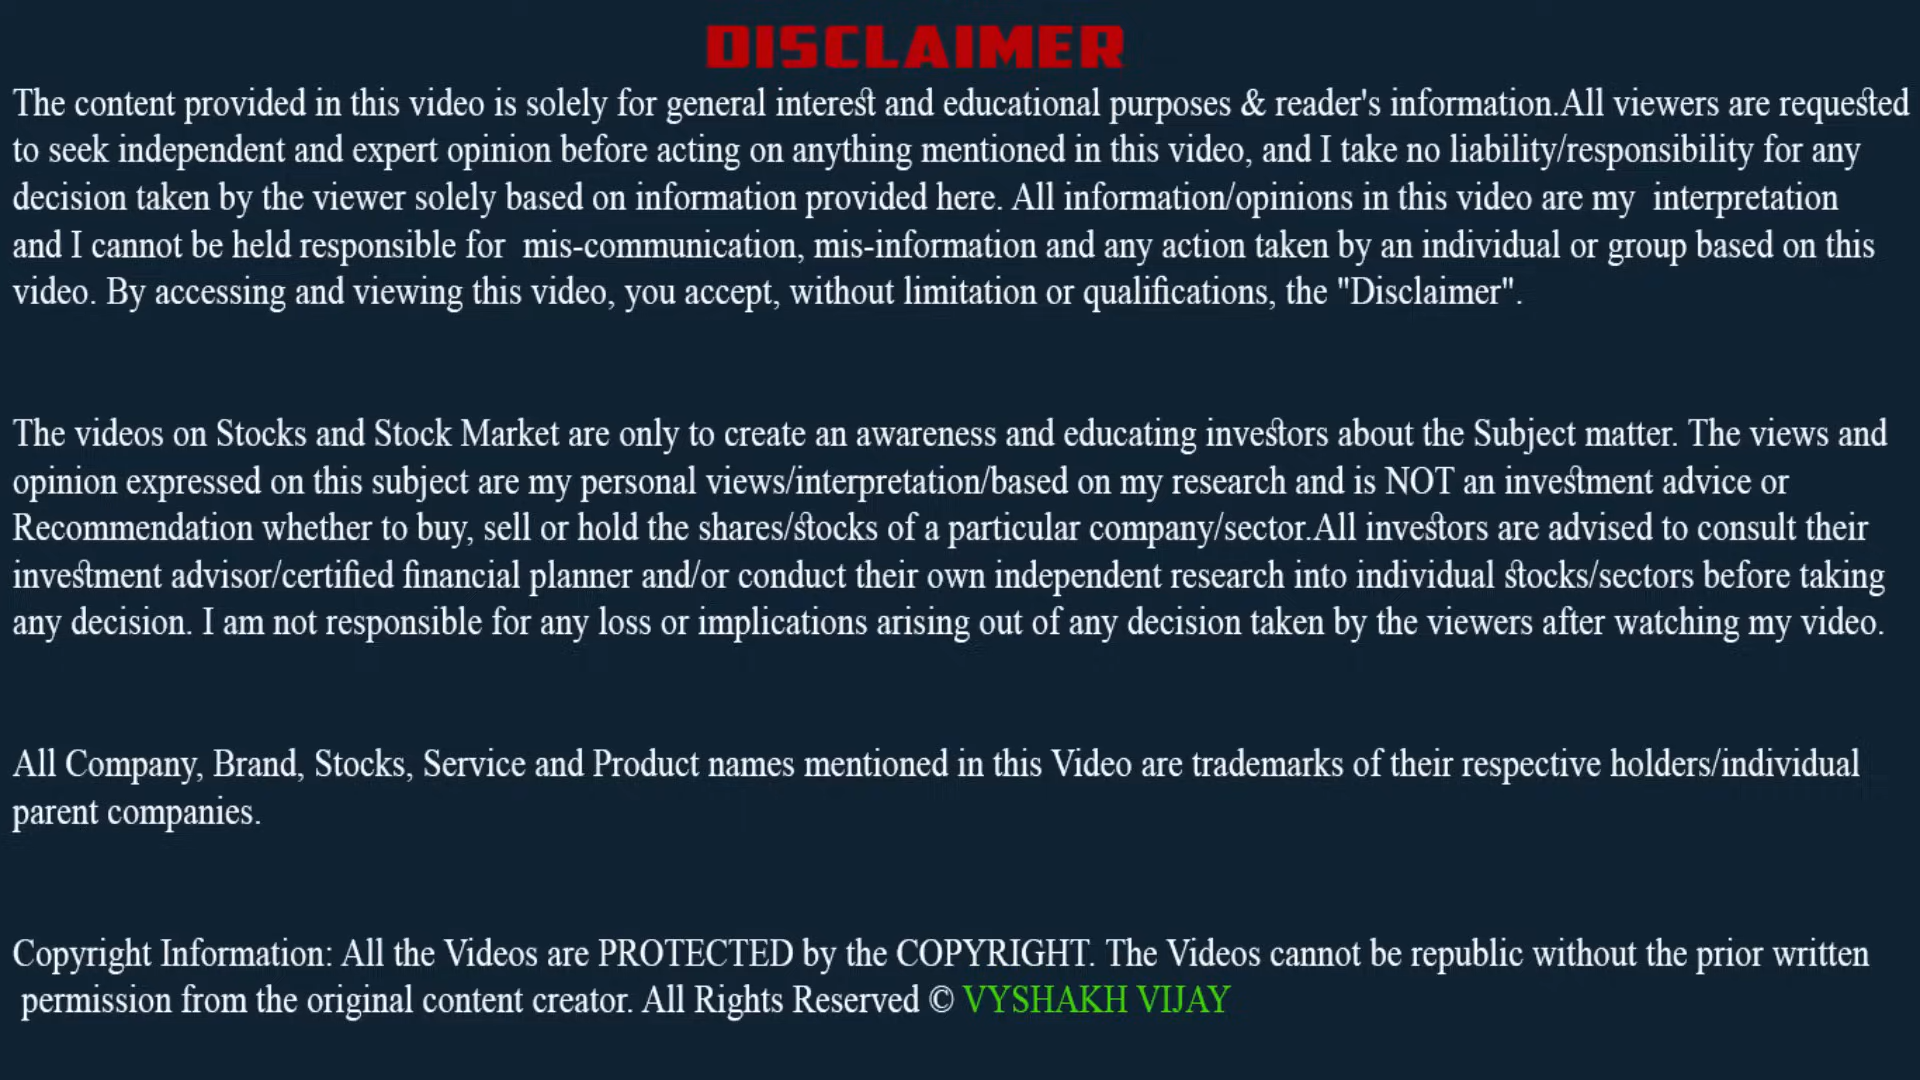 DISCLAIMER
The content provided in this video is solely for general interest and educational purposes & reader's information.All viewers are requested
to seek independent and expert opinion before acting on anything mentioned in this video, and I take no liability/responsibility for any
decision taken by the viewer solely based on information provided here. All information/opinions in this video are my  interpretation
and I cannot be held responsible for  mis-communication, mis-information and any action taken by an individual or group based on this
video. By accessing and viewing this video, you accept, without limitation or qualifications, the "Disclaimer".
The videos on Stocks and Stock Market are only to create an awareness and educating investors about the Subject matter. The views and
opinion expressed on this subject are my personal views/interpretation/based on my research and is NOT an investment advice or
Recommendation whether to buy, sell or hold the shares/stocks of a particular company/sector.All investors are advised to consult their
investment advisor/certified financial planner and/or conduct their own independent research into individual stocks/sectors before taking
any decision. I am not responsible for any loss or implications arising out of any decision taken by the viewers after watching my video.
All Company, Brand, Stocks, Service and Product names mentioned in this Video are trademarks of their respective holders/individual
parent companies.
Copyright Information: All the Videos are PROTECTED by the COPYRIGHT. The Videos cannot be republic without the prior written
permission from the original content creator. All Rights Reserved © VYSHAKH VIJAY